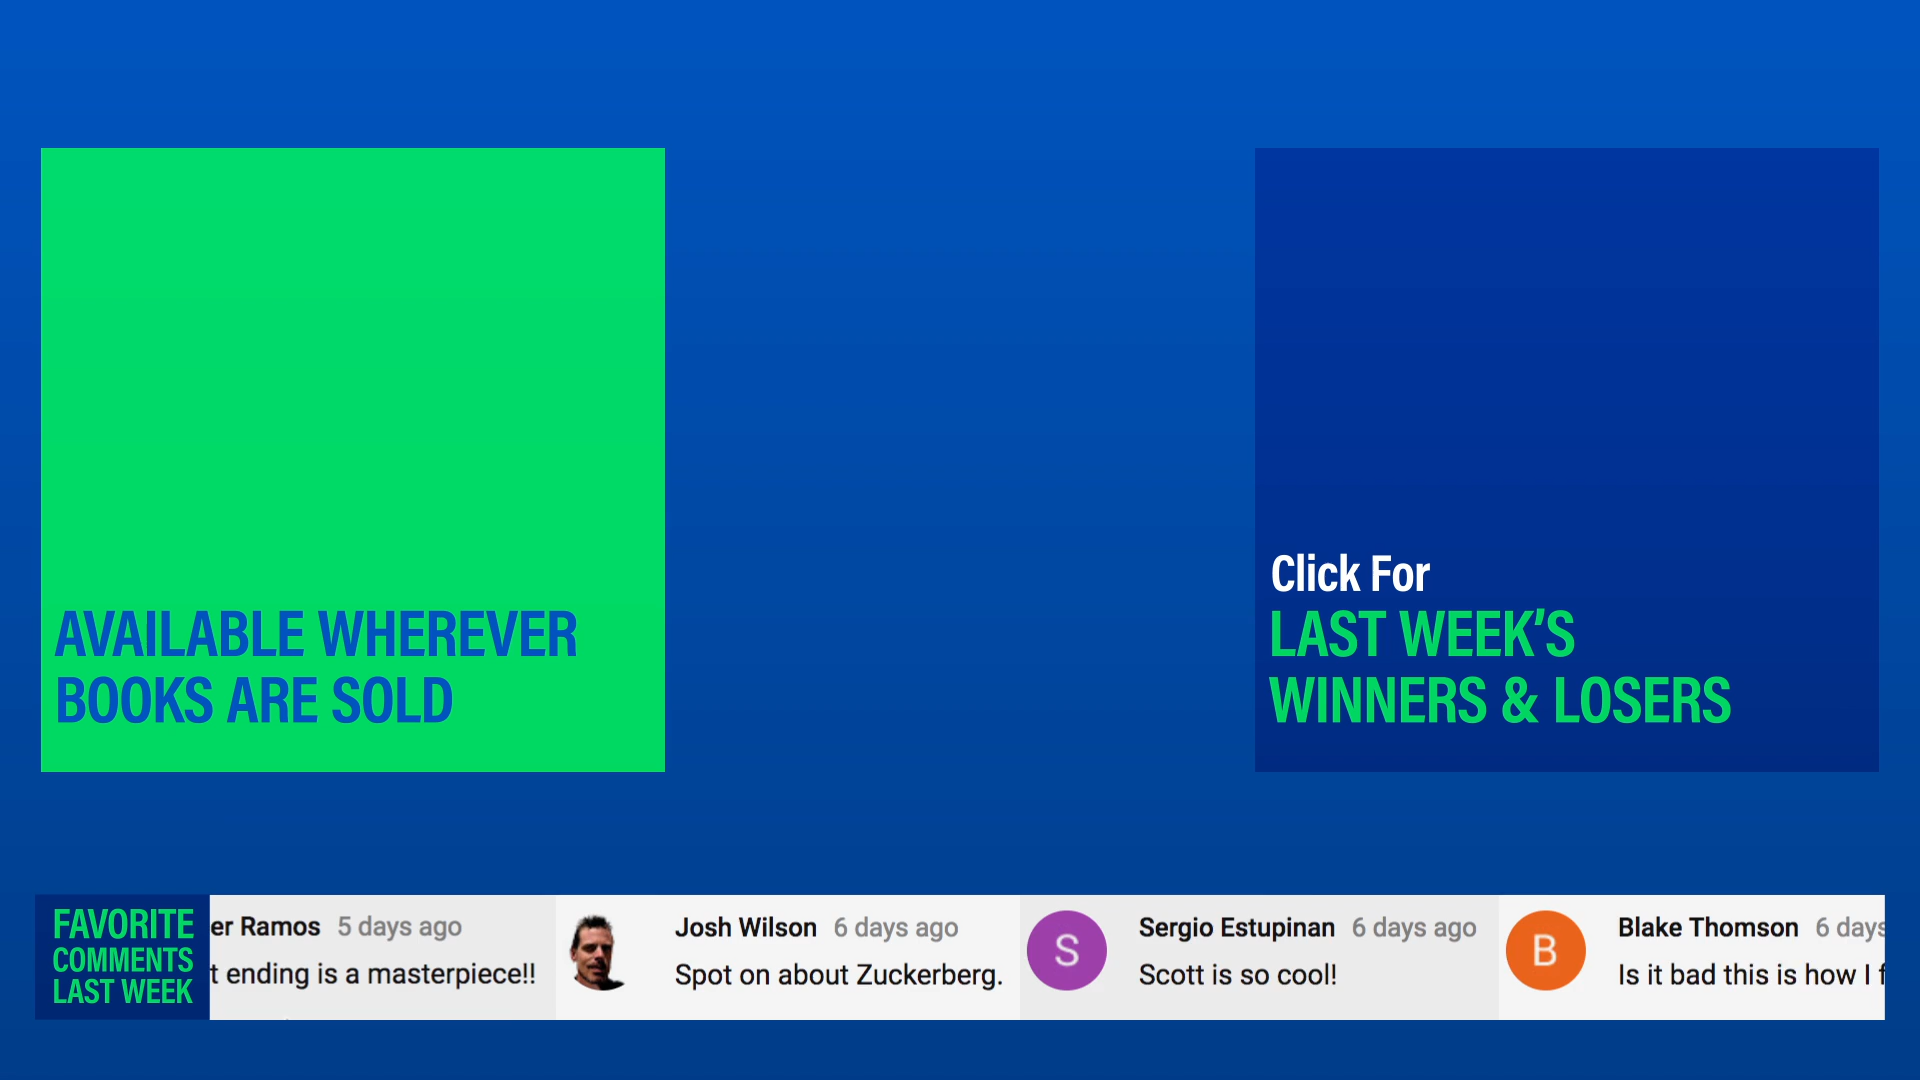 AVAILABLE WHEREVER
BOOKS ARE SOLD
Click For
LAST WEEK'S
WINNERS & LOSERS
FAVORITE
COMMENTS
LAST WEEK
er Ramos 5 days ago
t ending is a masterpiece!!
Josh Wilson 6 days ago
Spot on about Zuckerberg.
S
Sergio Estupinan 6 days ago
Scott is so cool!
B
Blake Thomson 6 days
Is it bad this is how I f